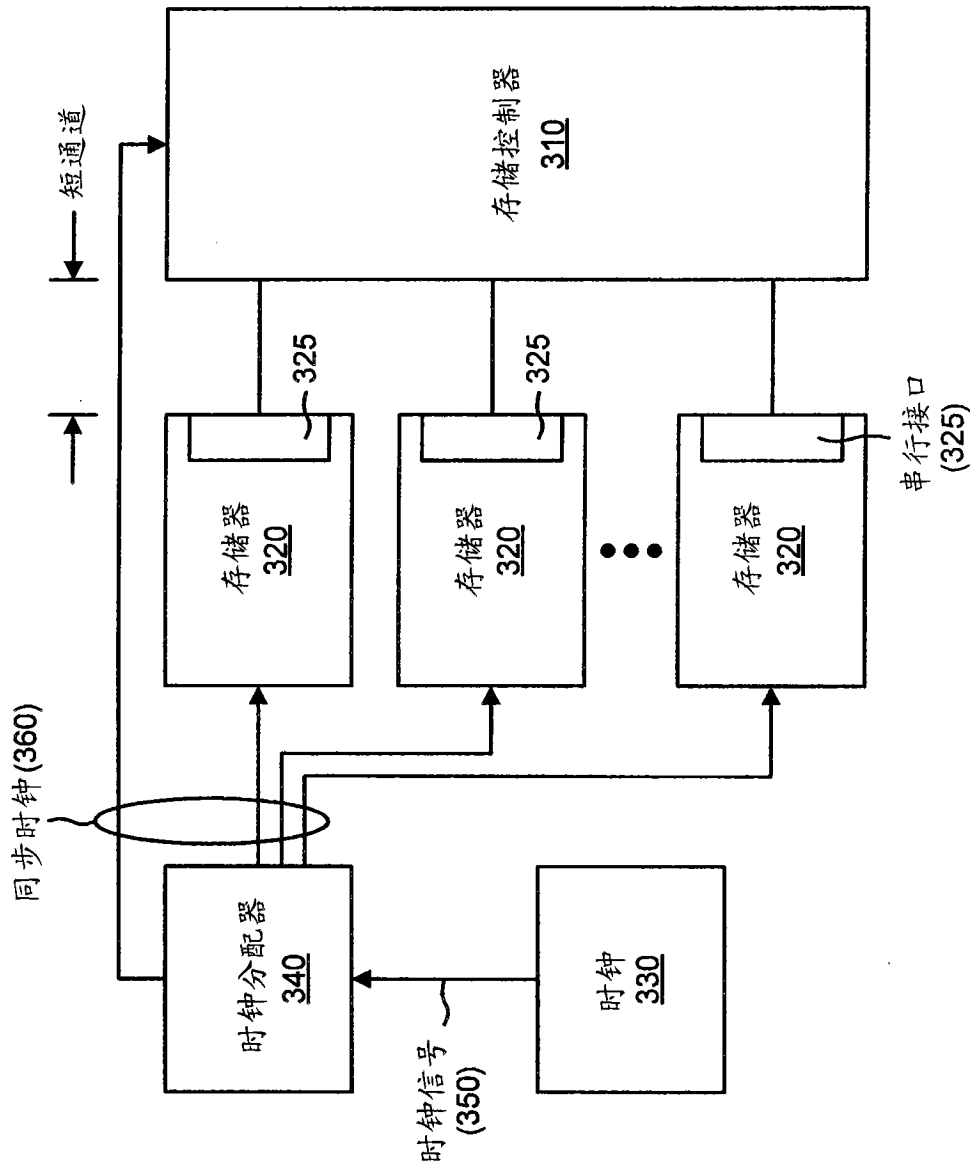 同步时钟(360)
短通道
时钟分配器
340
存储器
320
325
存储控制器
310
存储器
320
325
时钟信号
(350)
时钟
330
存储器
320
串行接口
(325)